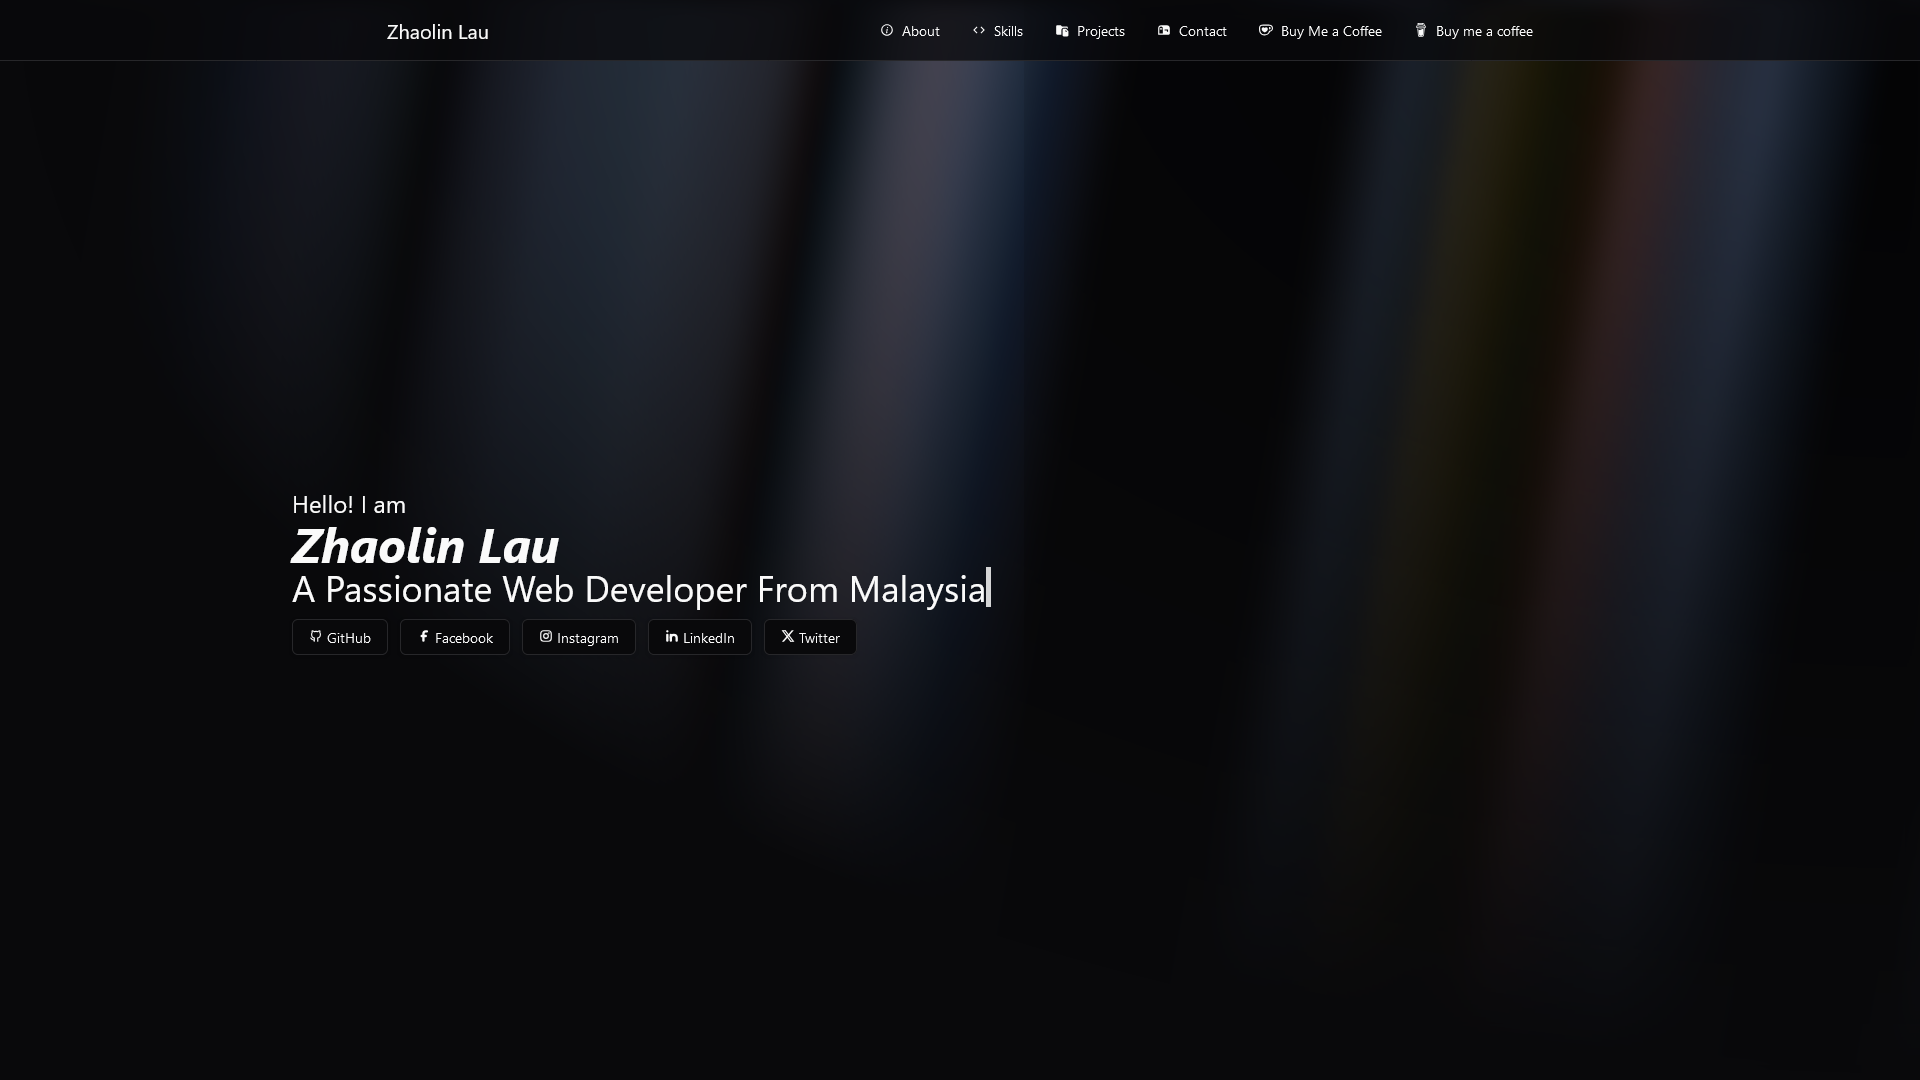 Zhaolin Lau
About Skills Projects Contact Buy Me a Coffee Buy me a coffee
Hello! I am
Zhaolin Lau
A Passionate Web Developer From Malaysia
GitHub Facebook Instagram LinkedIn Twitter